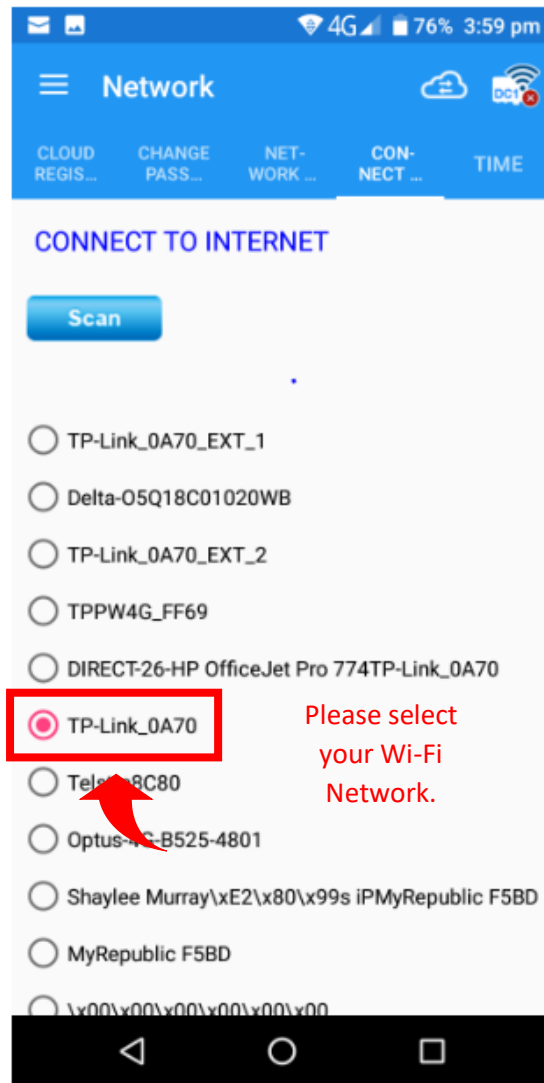 4G 76% 3:59 pm
Network
DC1
CLOUD REGIS... CHANGE PASS... NET-WORK ... CON-NECT ... TIME
CONNECT TO INTERNET
Scan
TP-Link_0A70_EXT_1
Delta-O5Q18C01020WB
TP-Link_0A70_EXT_2
TPPW4G_FF69
DIRECT-26-HP OfficeJet Pro 774TP-Link_0A70
TP-Link_0A70
Please select
your Wi-Fi
Network.
8C80
Optus-4G-B525-4801
Shaylee Murray\xE2\x80\x99s iPMyRepublic F5BD
MyRepublic F5BD
\x00\x00\x00\x00\x00\x00